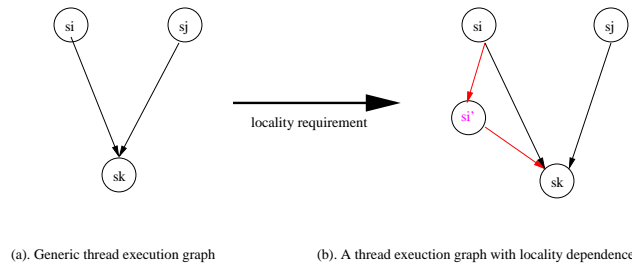 si
sj
si
sj
si'
locality requirement
sk
sk
(a). Generic thread execution graph
(b). A thread exeuction graph with locality dependence